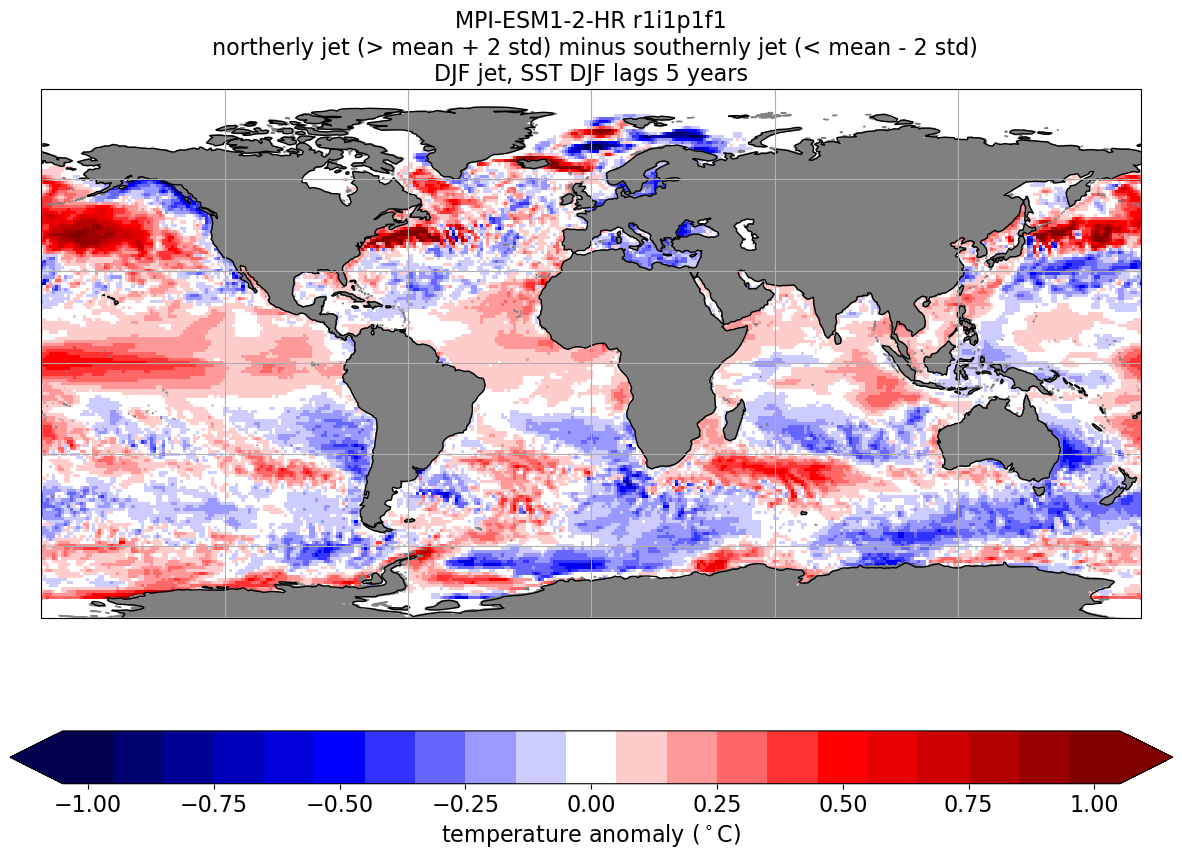 MPI-ESM1-2-HR r1i1p1f1
northerly jet (> mean + 2 std) minus southernly jet (< mean - 2 std)
DJF jet, SST DJF lags 5 years
−1.00 −0.75 −0.50 −0.25 0.00 0.25 0.50 0.75 1.00
temperature anomaly (°C)